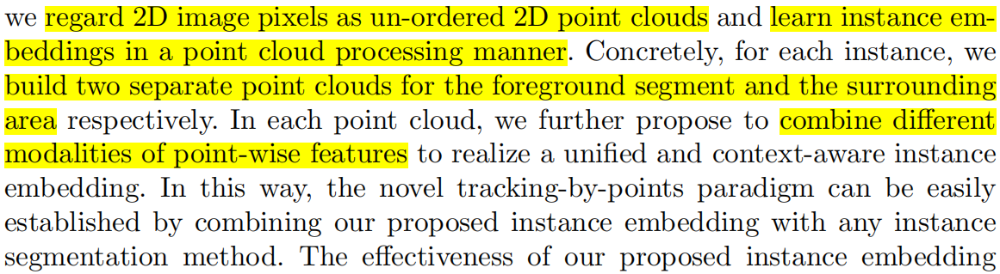 we regard 2D image pixels as un-ordered 2D point clouds and learn instance em-
beddings in a point cloud processing manner. Concretely, for each instance, we
build two separate point clouds for the foreground segment and the surrounding
area respectively. In each point cloud, we further propose to combine different
modalities of point-wise features to realize a unified and context-aware instance
embedding. In this way, the novel tracking-by-points paradigm can be easily
established by combining our proposed instance embedding with any instance
segmentation method. The effectiveness of our proposed instance embedding